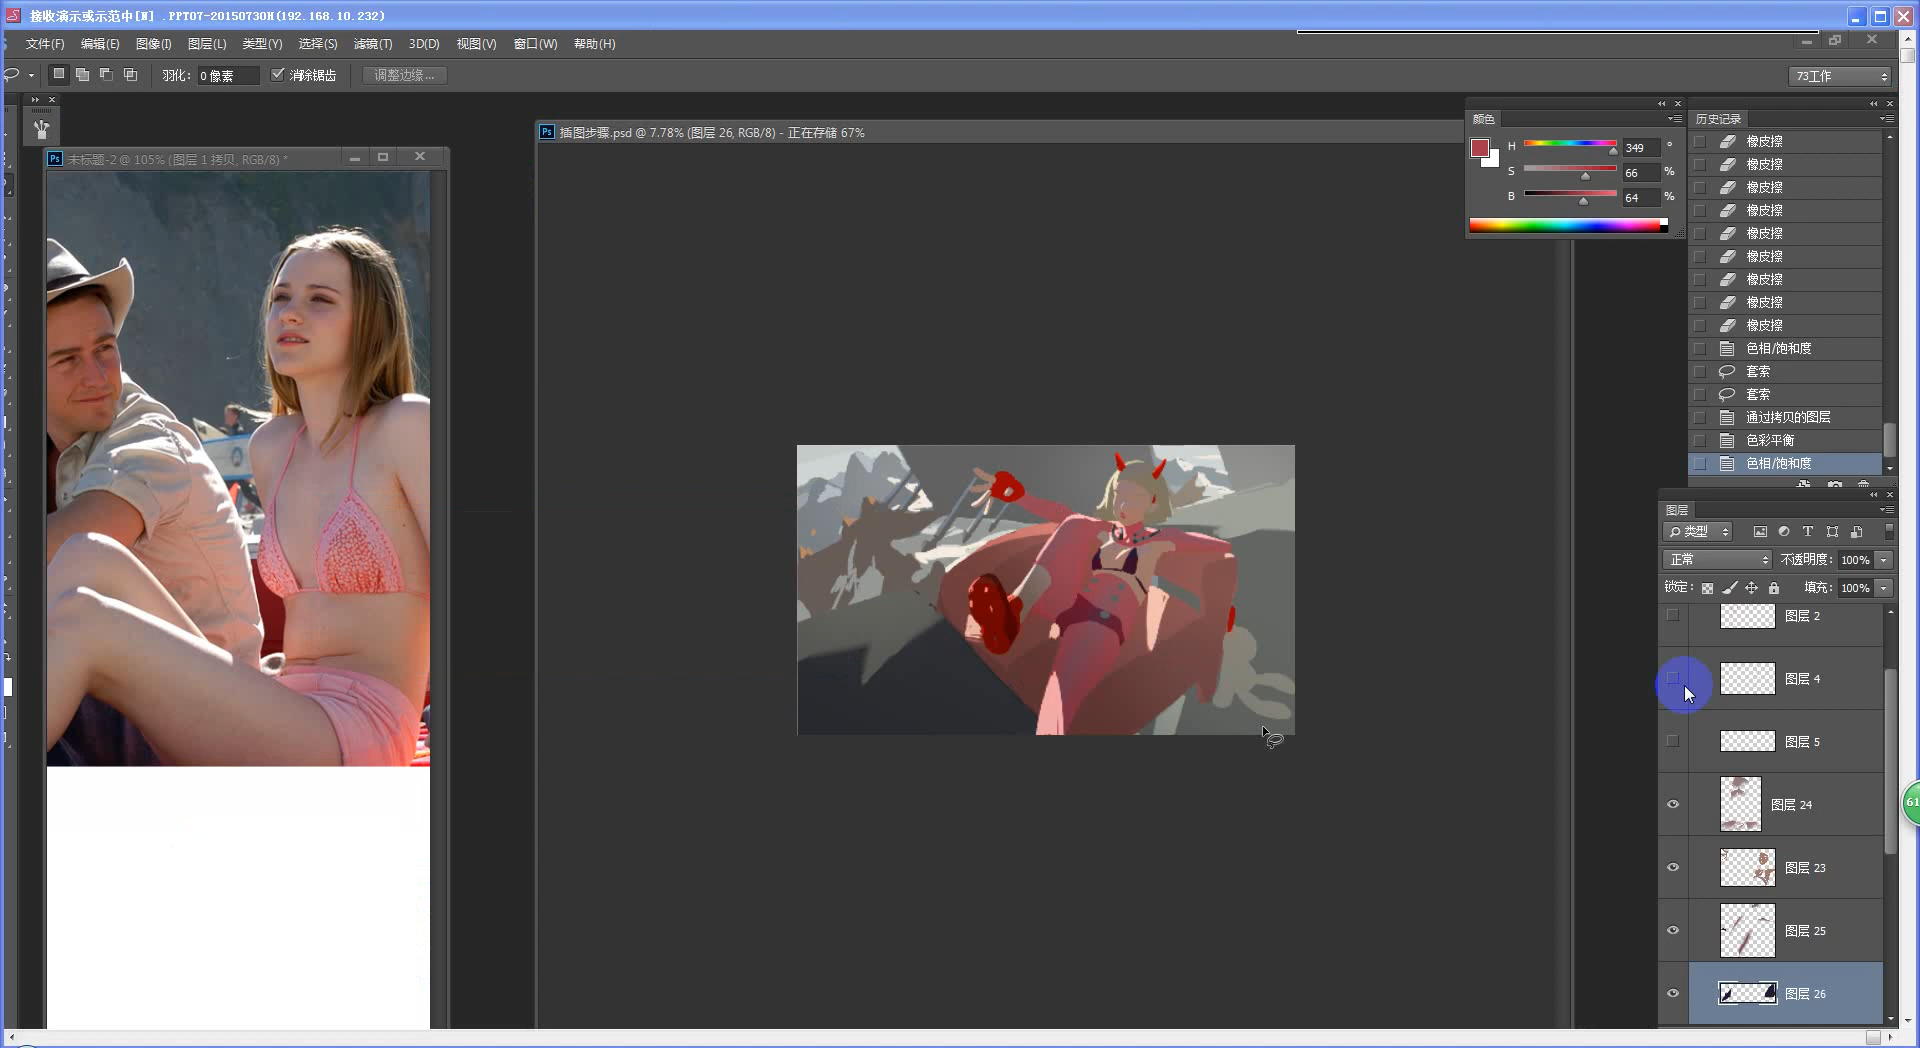 接收演示或示范中[N] .PPT07-20150730H(192.168.10.232)
文件(F) 编辑(E) 图像(I) 图层(L) 类型(Y) 选择(S) 滤镜(T) 3D(D) 视图(V) 窗口(W) 帮助(H)
羽化: 0 像素 消除锯齿 调整边缘... 73工作
未标题-2 @ 105% (图层 1 拷贝, RGB/8) *
插图步骤.psd @ 7.78% (图层 26, RGB/8) - 正在存储 67%
颜色
H 349 °
S 66 %
B 64 %
历史记录
橡皮擦
橡皮擦
橡皮擦
橡皮擦
橡皮擦
橡皮擦
橡皮擦
橡皮擦
橡皮擦
色相/饱和度
套索
套索
通过拷贝的图层
色彩平衡
色相/饱和度
图层
类型
正常 不透明度: 100%
锁定: 填充: 100%
图层 2
图层 4
图层 5
图层 24
图层 23
图层 25
图层 26
61